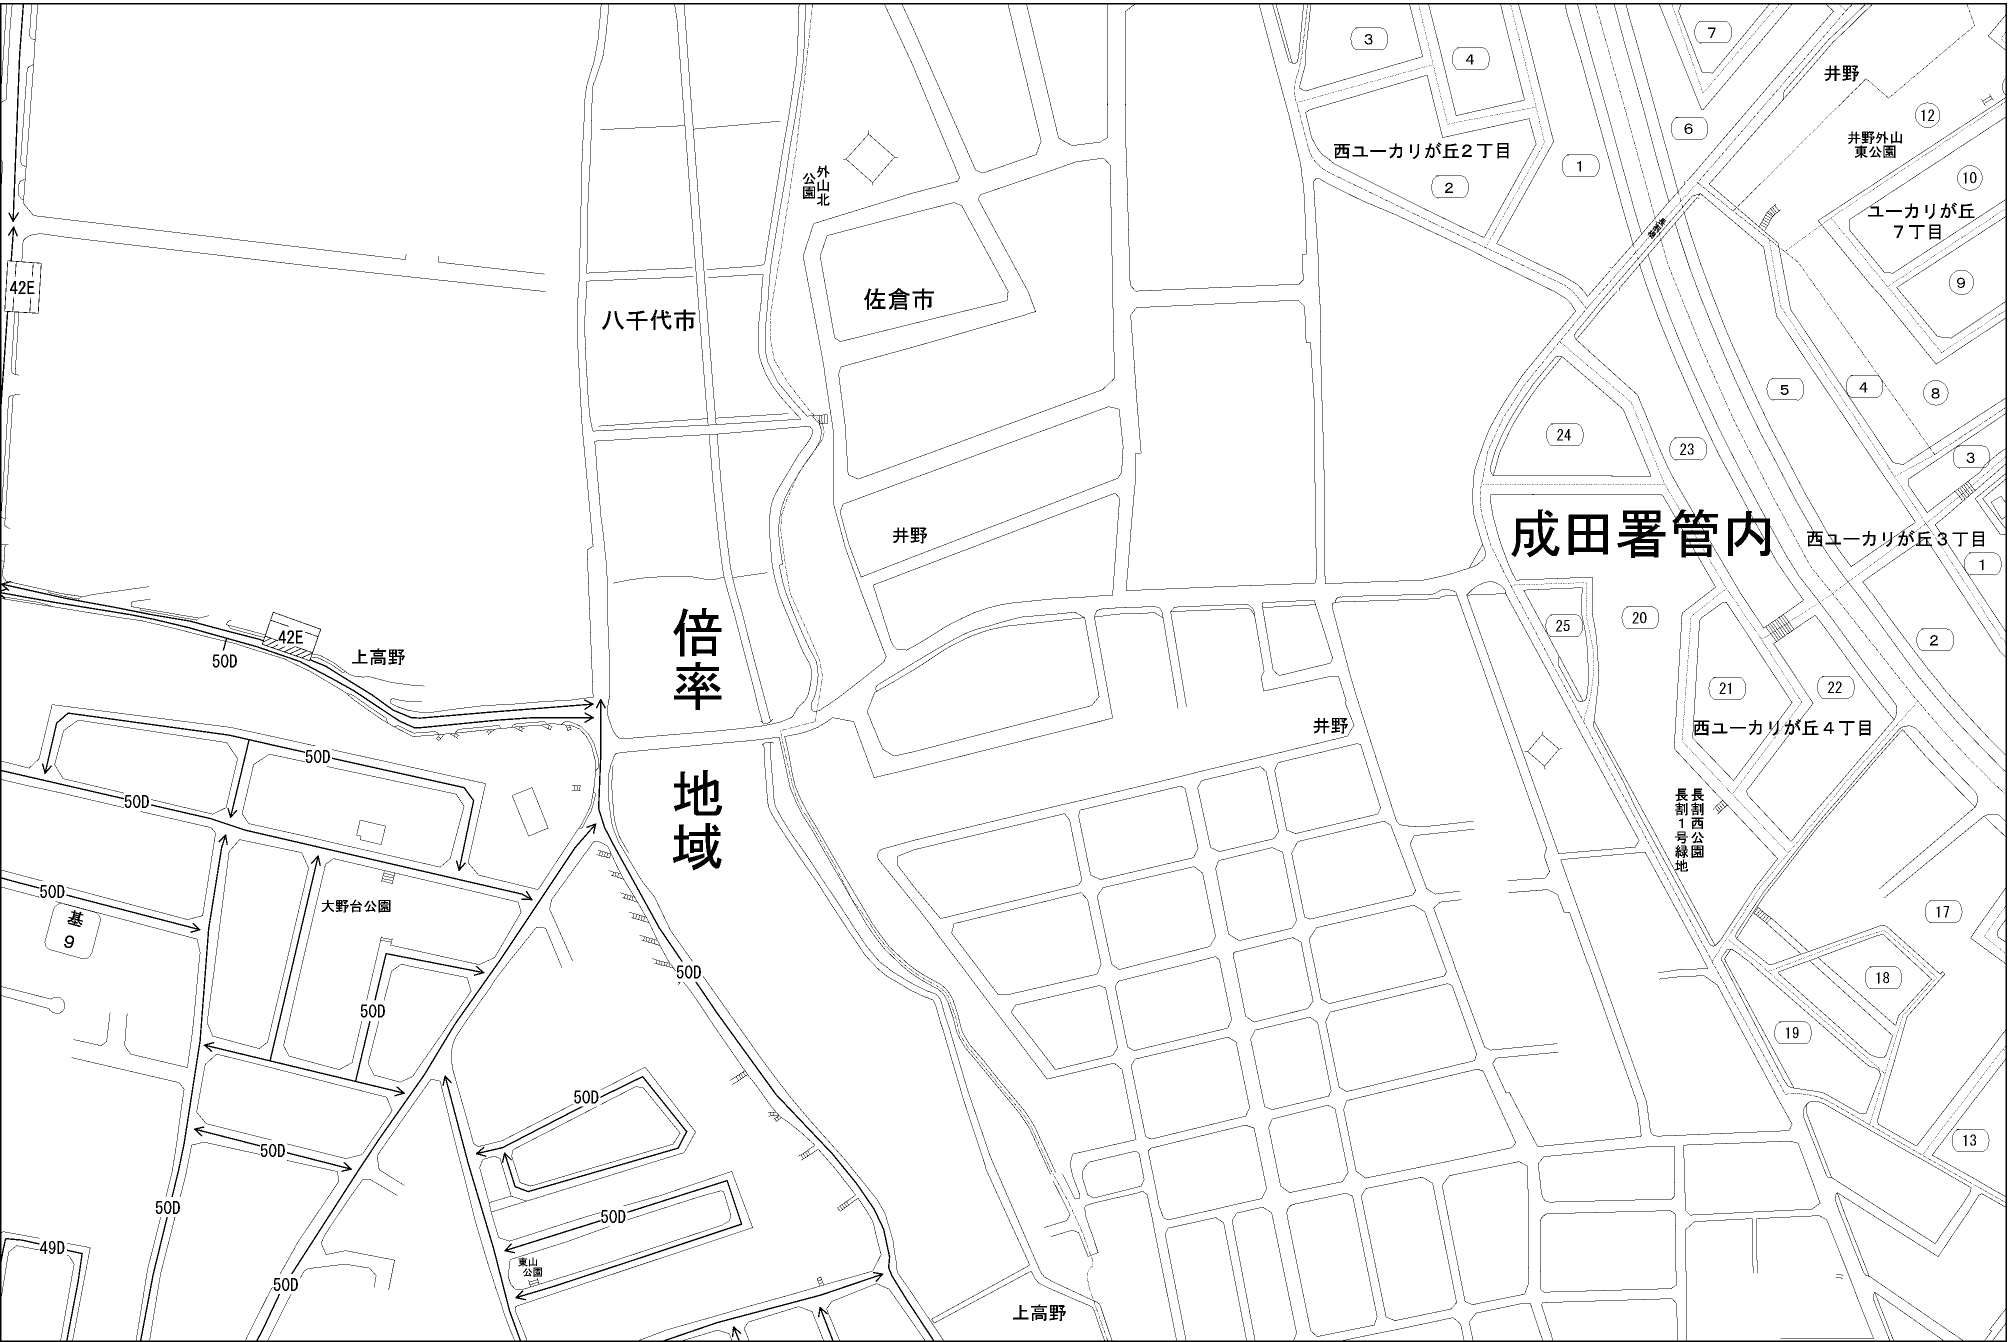 3
4
7
井野
6
12
井野外山
東公園
西ユーカリが丘２丁目
1
2
外山北
公園
10
ユーカリが丘
７丁目
9
42E
佐倉市
八千代市
5
4
8
24
23
3
成田署管内
井野
西ユーカリが丘３丁目
1
倍率
地域
25
20
2
42E
50D
上高野
21
22
西ユーカリが丘４丁目
井野
50D
50D
長割西公園
長割１号緑地
50D
大野台公園
基
9
17
50D
18
50D
19
50D
13
50D
50D
50D
49D
東山
公園
50D
上高野